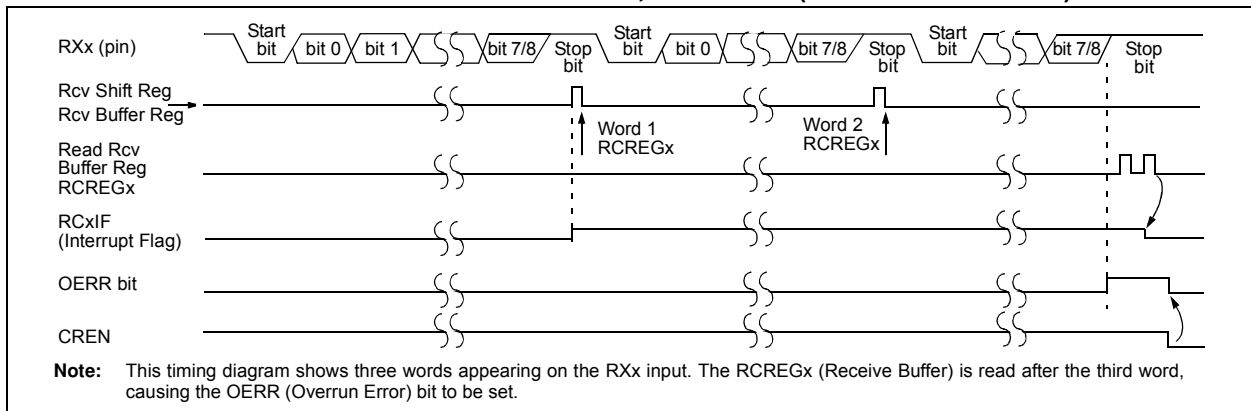 RXx (pin)
Start bit
bit 0
bit 1
bit 7/8
Stop bit
Start bit
bit 0
bit 7/8
Stop bit
Start bit
bit 7/8
Stop bit
Rcv Shift Reg
Rcv Buffer Reg
Word 1
RCREGx
Word 2
RCREGx
Read Rcv
Buffer Reg
RCREGx
RCxIF
(Interrupt Flag)
OERR bit
CREN
Note: This timing diagram shows three words appearing on the RXx input. The RCREGx (Receive Buffer) is read after the third word,
causing the OERR (Overrun Error) bit to be set.